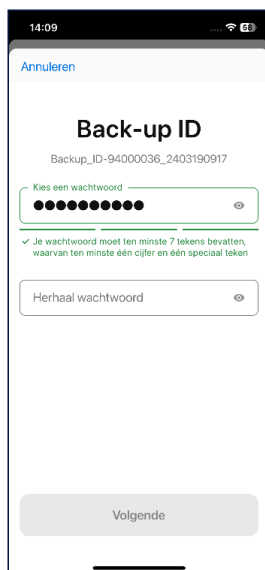 14:09
58
Annuleren
Back-up ID
Backup_ID-94000036_2403190917
Kies een wachtwoord
●●●●●●●●●●
✓ Je wachtwoord moet ten minste 7 tekens bevatten,
waarvan ten minste één cijfer en één speciaal teken
Herhaal wachtwoord
Volgende